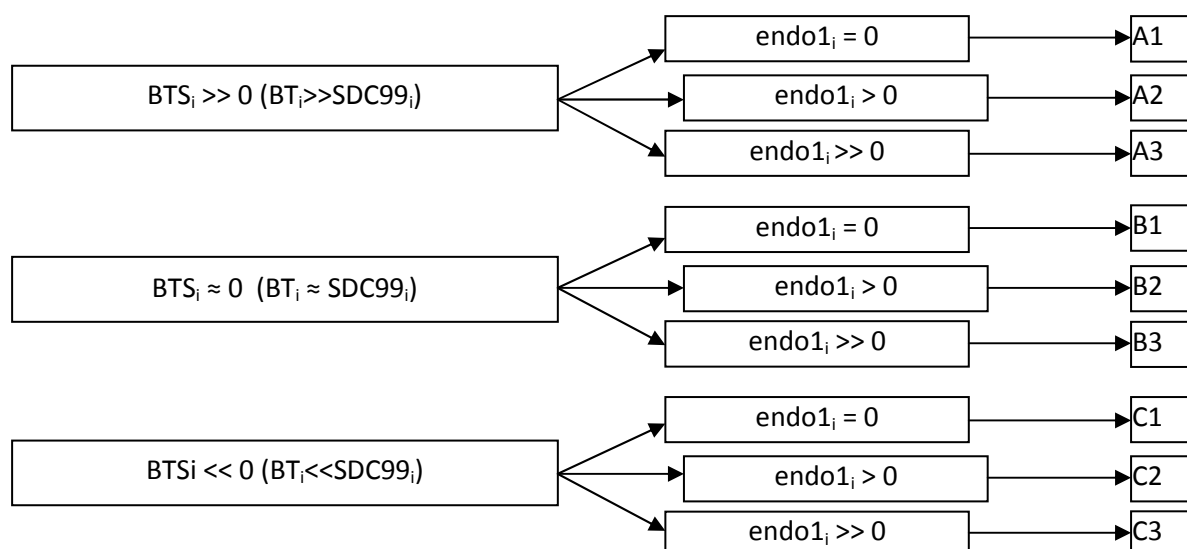 endo1ᵢ = 0 A1
BTSᵢ >> 0 (BTᵢ>>SDC99ᵢ) endo1ᵢ > 0 A2
endo1ᵢ >> 0 A3
endo1ᵢ = 0 B1
BTSᵢ ≈ 0 (BTᵢ ≈ SDC99ᵢ) endo1ᵢ > 0 B2
endo1ᵢ >> 0 B3
endo1ᵢ = 0 C1
BTSi << 0 (BTᵢ<<SDC99ᵢ) endo1ᵢ > 0 C2
endo1ᵢ >> 0 C3